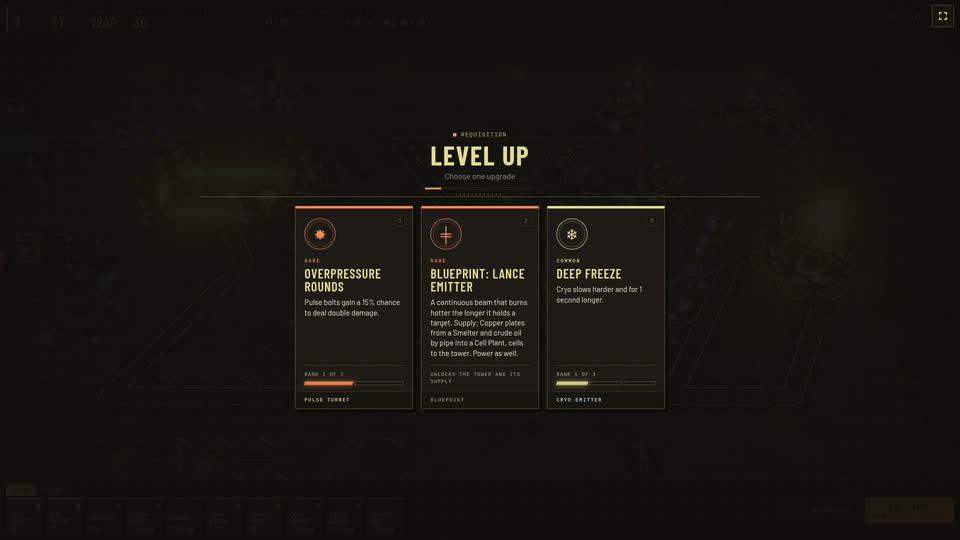 7 17 1240 36
REQUISITION
LEVEL UP
Choose one upgrade
1
RARE
OVERPRESSURE
ROUNDS
Pulse bolts gain a 15% chance
to deal double damage.
RANK 1 OF 2
PULSE TURRET
2
RARE
BLUEPRINT: LANCE
EMITTER
A continuous beam that burns
hotter the longer it holds a
target. Supply: Copper plates
from a Smelter and crude oil
by pipe into a Cell Plant, cells
to the tower. Power as well.
UNLOCKS THE TOWER AND ITS
SUPPLY
BLUEPRINT
3
COMMON
DEEP FREEZE
Cryo slows harder and for 1
second longer.
RANK 1 OF 3
CRYO EMITTER